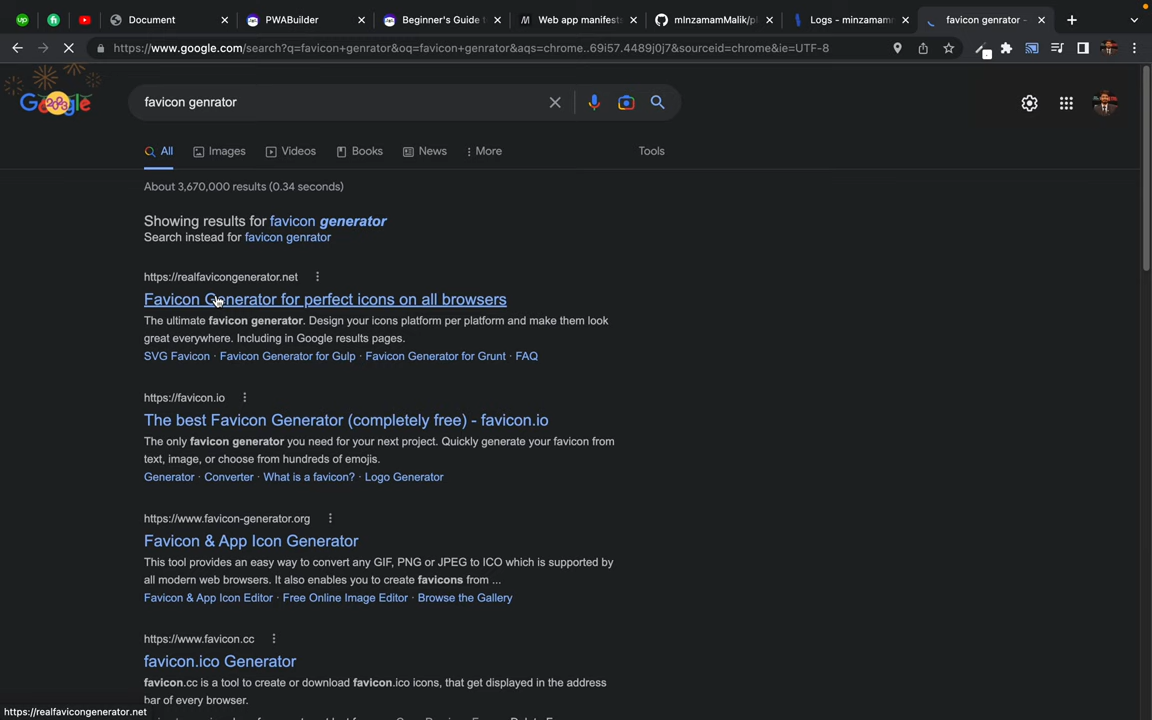 Document
PWABuilder
Beginner's Guide to
Web app manifests
mInzamamMalik/pl
Logs - minzamamm
favicon genrator -
https://www.google.com/search?q=favicon+genrator&oq=favicon+genrator&aqs=chrome..69i57.4489j0j7&sourceid=chrome&ie=UTF-8
favicon genrator
All
Images
Videos
Books
News
More
Tools
About 3,670,000 results (0.34 seconds)
Showing results for favicon generator
Search instead for favicon genrator
https://realfavicongenerator.net
Favicon Generator for perfect icons on all browsers
The ultimate favicon generator. Design your icons platform per platform and make them look
great everywhere. Including in Google results pages.
SVG Favicon · Favicon Generator for Gulp · Favicon Generator for Grunt · FAQ
https://favicon.io
The best Favicon Generator (completely free) - favicon.io
The only favicon generator you need for your next project. Quickly generate your favicon from
text, image, or choose from hundreds of emojis.
Generator · Converter · What is a favicon? · Logo Generator
https://www.favicon-generator.org
Favicon & App Icon Generator
This tool provides an easy way to convert any GIF, PNG or JPEG to ICO which is supported by
all modern web browsers. It also enables you to create favicons from ...
Favicon & App Icon Editor · Free Online Image Editor · Browse the Gallery
https://www.favicon.cc
favicon.ico Generator
favicon.cc is a tool to create or download favicon.ico icons, that get displayed in the address
bar of every browser.
https://realfavicongenerator.net